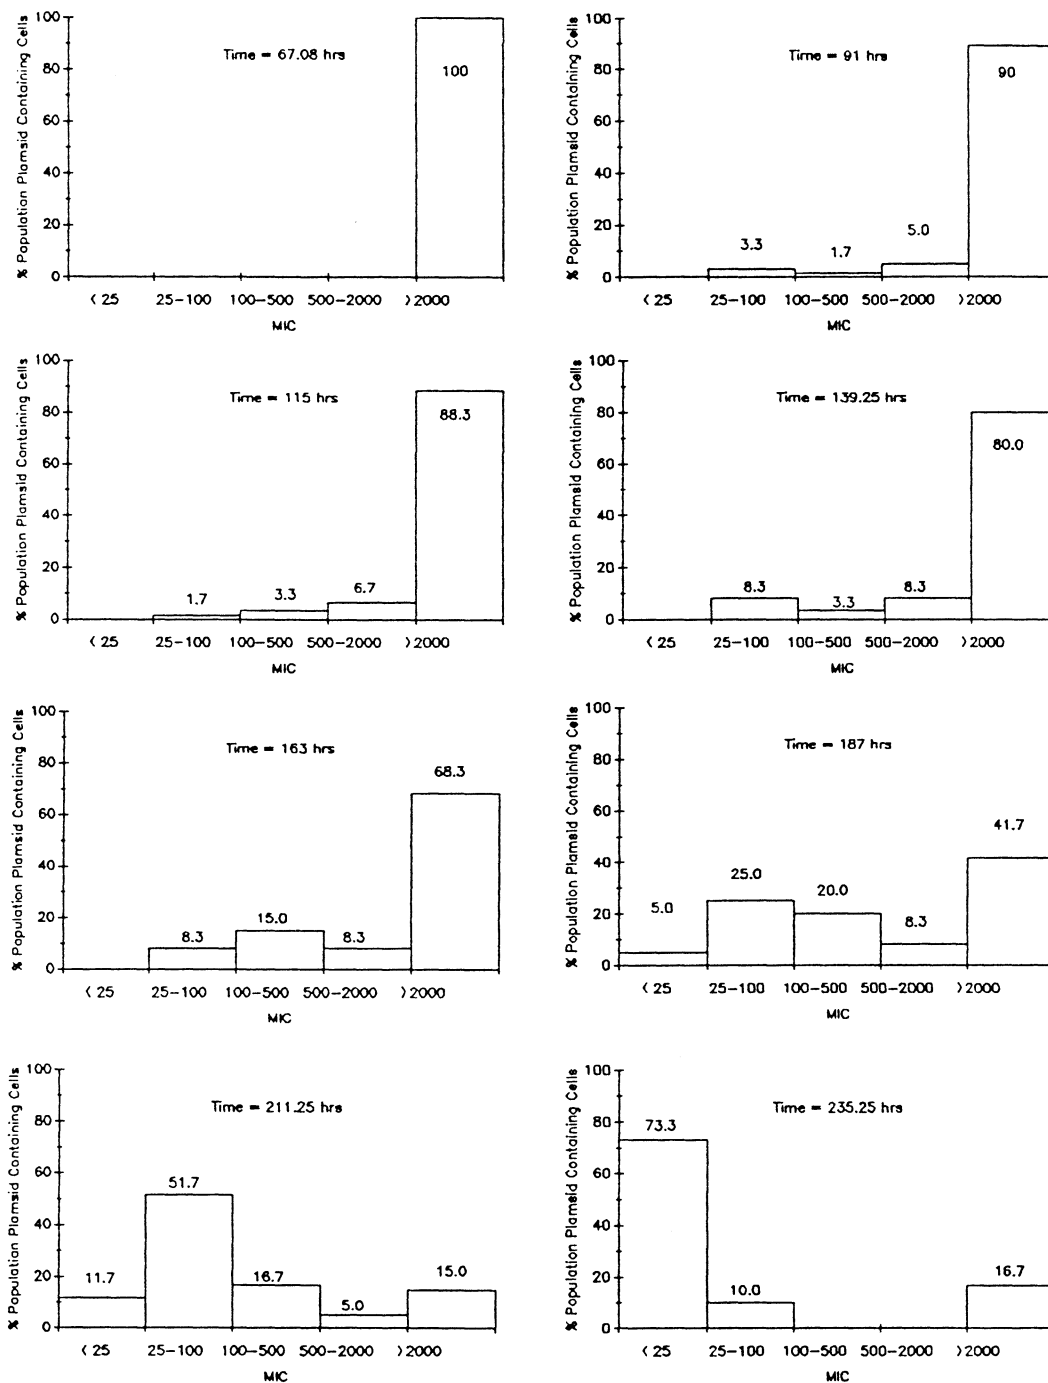 % Population Plamsid Containing Cells
100
80
60
40
20
0
Time = 67.08 hrs
100
< 25 25-100 100-500 500-2000 >2000
MIC
% Population Plamsid Containing Cells
100
80
60
40
20
0
Time = 91 hrs
3.3
1.7
5.0
90
< 25 25-100 100-500 500-2000 >2000
MIC
% Population Plamsid Containing Cells
100
80
60
40
20
0
Time = 115 hrs
1.7
3.3
6.7
88.3
< 25 25-100 100-500 500-2000 >2000
MIC
% Population Plamsid Containing Cells
100
80
60
40
20
0
Time = 139.25 hrs
8.3
3.3
8.3
80.0
< 25 25-100 100-500 500-2000 >2000
MIC
% Population Plamsid Containing Cells
100
80
60
40
20
0
Time = 163 hrs
8.3
15.0
8.3
68.3
< 25 25-100 100-500 500-2000 >2000
MIC
% Population Plamsid Containing Cells
100
80
60
40
20
0
Time = 187 hrs
5.0
25.0
20.0
8.3
41.7
< 25 25-100 100-500 500-2000 >2000
MIC
% Population Plamsid Containing Cells
100
80
60
40
20
0
Time = 211.25 hrs
11.7
51.7
16.7
5.0
15.0
< 25 25-100 100-500 500-2000 >2000
MIC
% Population Plamsid Containing Cells
100
80
60
40
20
0
Time = 235.25 hrs
73.3
10.0
16.7
< 25 25-100 100-500 500-2000 >2000
MIC